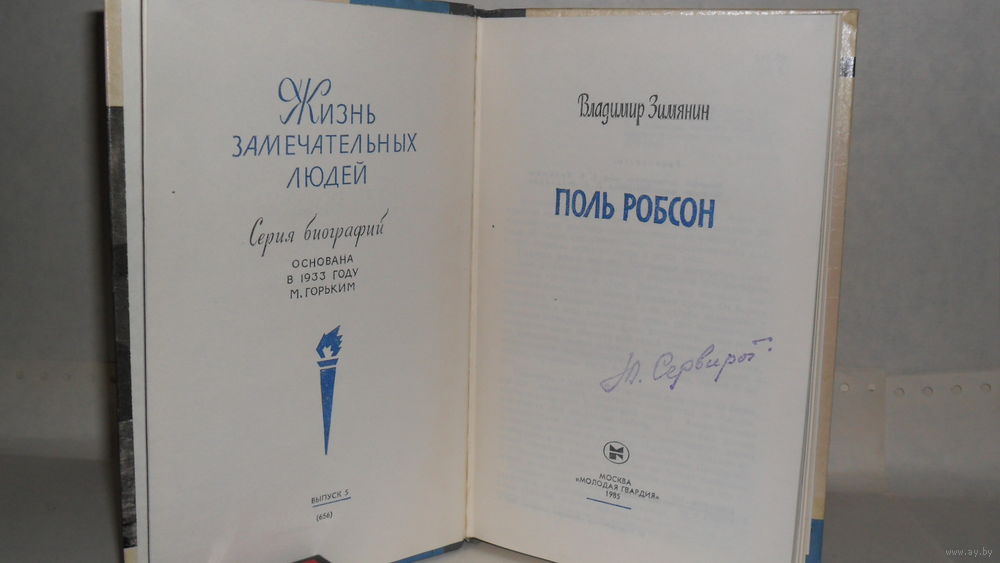 Жизнь
ЗАМЕЧАТЕЛЬНЫХ
ЛЮДЕЙ
Серия биографий
ОСНОВАНА
В 1933 ГОДУ
М. ГОРЬКИМ
ВЫПУСК 5
(656)
Владимир Зимянин
ПОЛЬ РОБСОН
МОСКВА
«МОЛОДАЯ ГВАРДИЯ»
1985
www.ay.by